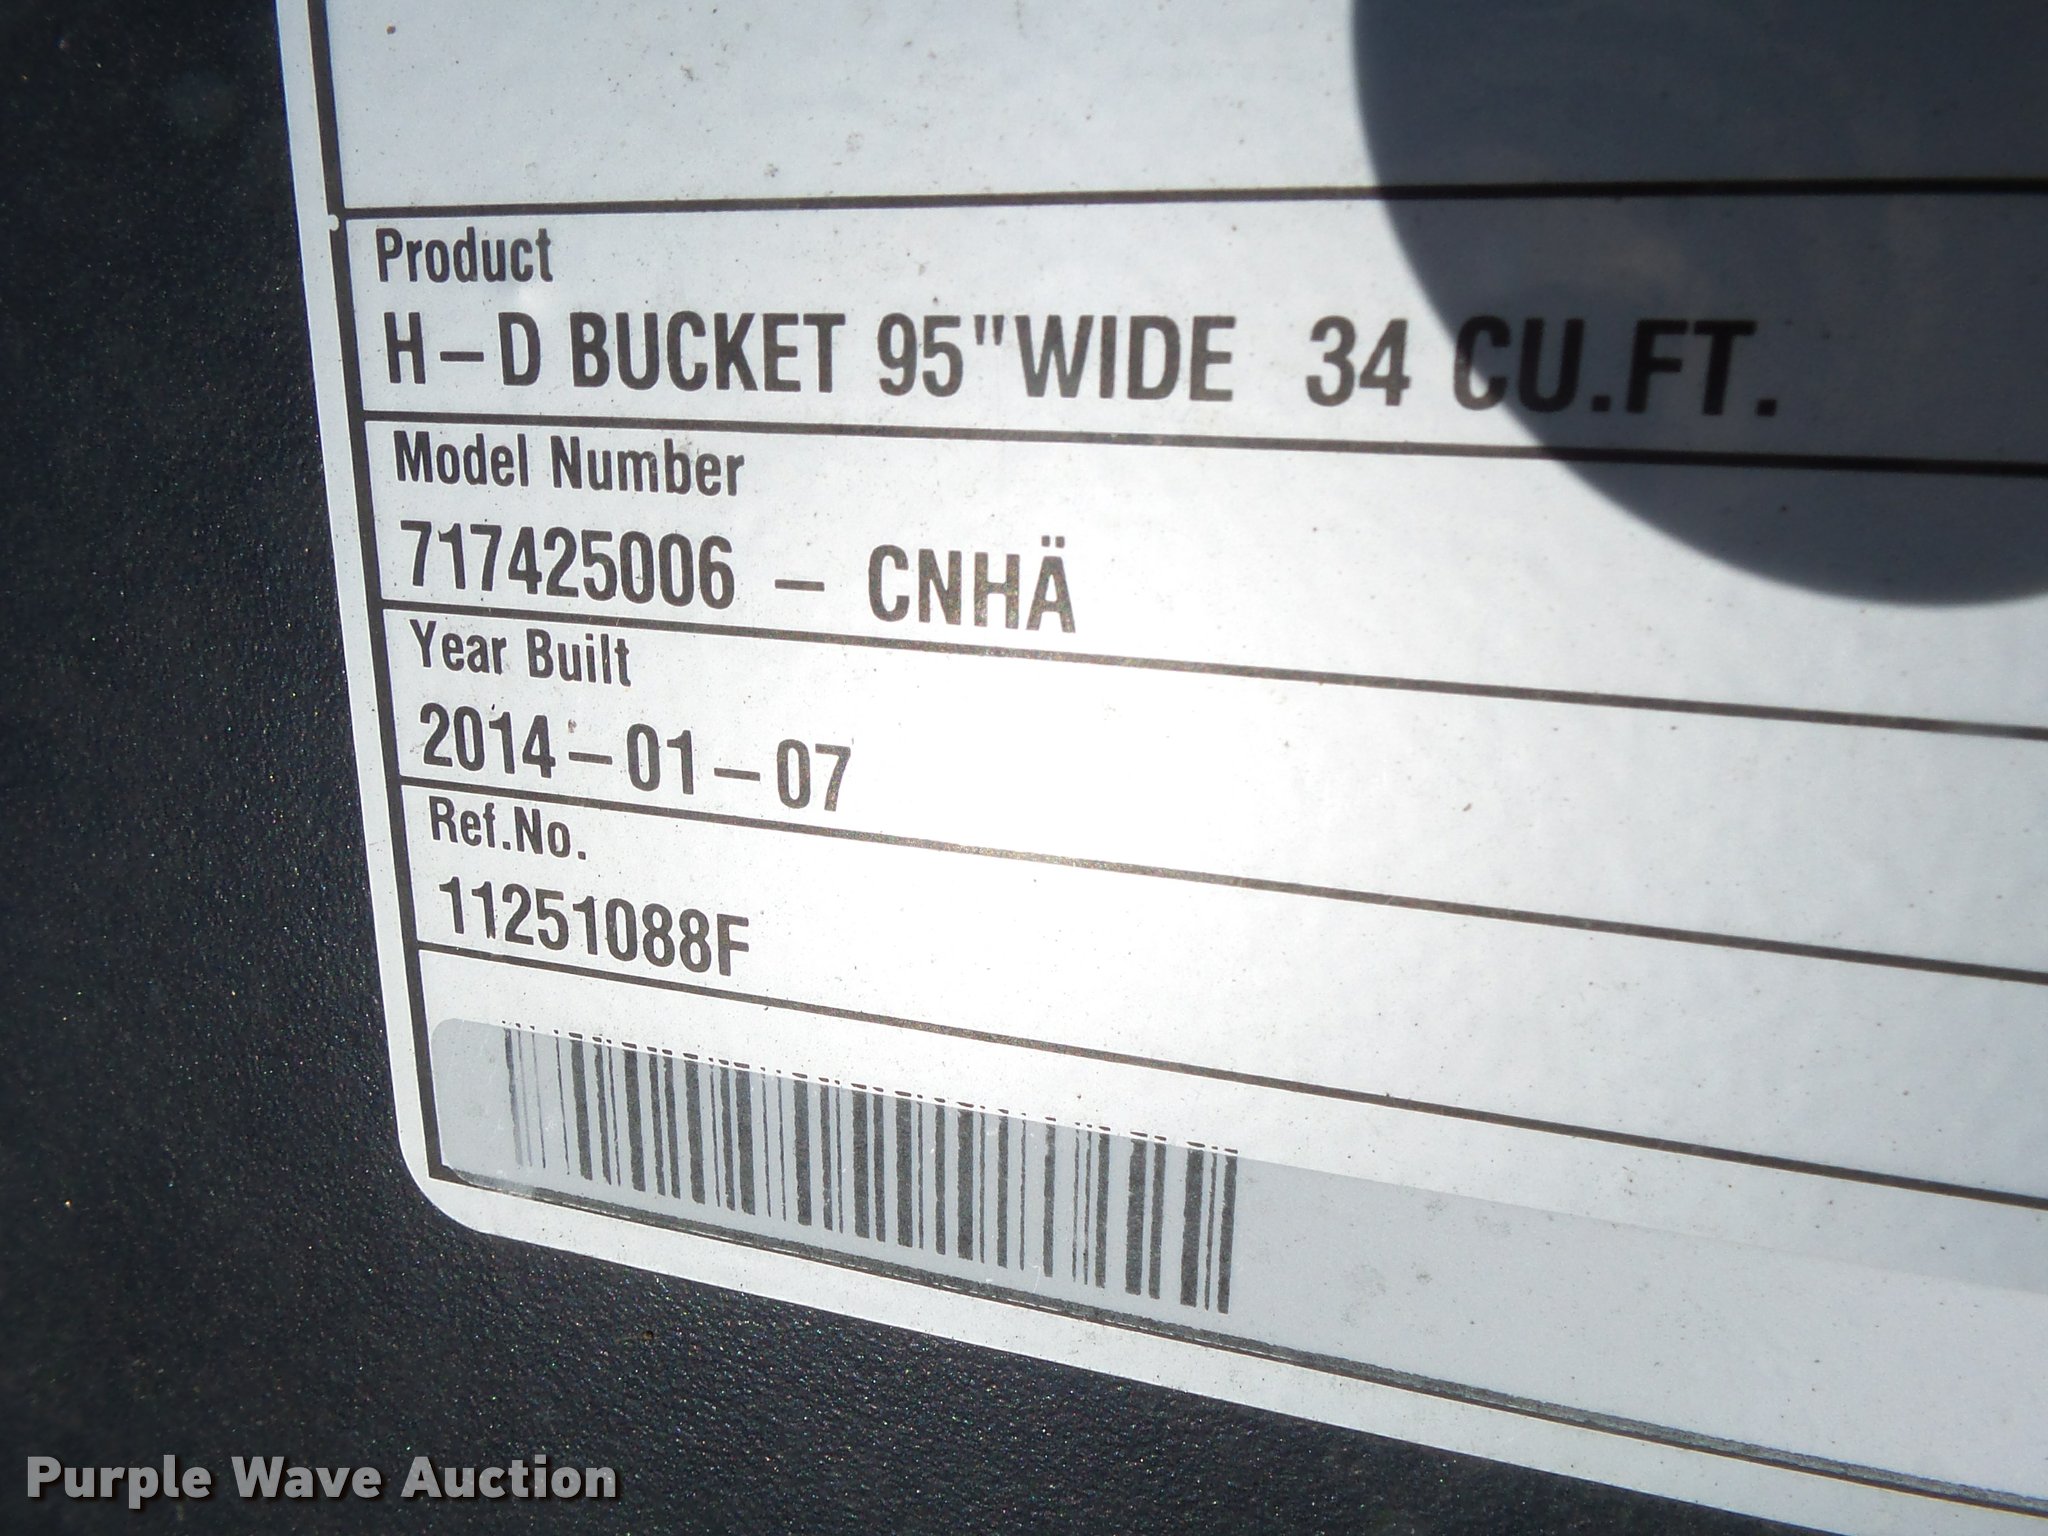 Product
H-D BUCKET 95"WIDE 34 CU.FT.
Model Number
717425006 - CNHÄ
Year Built
2014-01-07
Ref.No.
11251088F
Purple Wave Auction